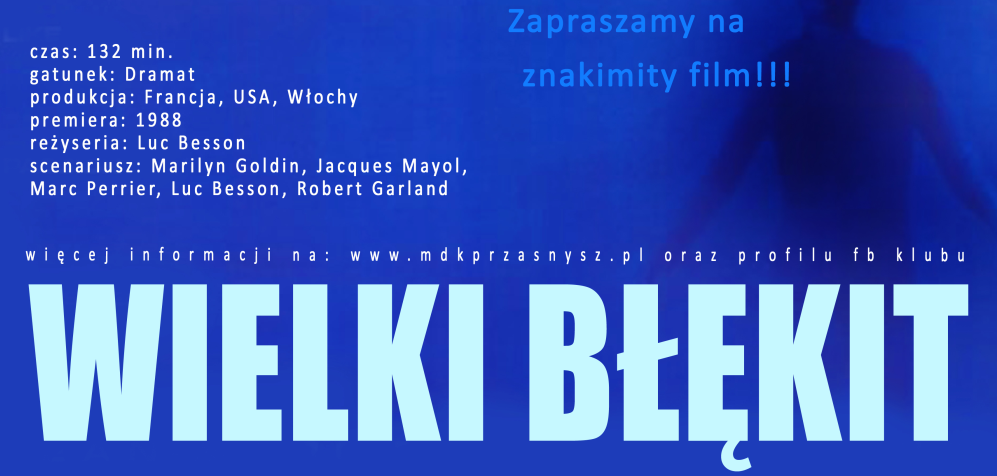 Zapraszamy na
znakimity film!!!
czas: 132 min.
gatunek: Dramat
produkcja: Francja, USA, Włochy
premiera: 1988
reżyseria: Luc Besson
scenariusz: Marilyn Goldin, Jacques Mayol,
Marc Perrier, Luc Besson, Robert Garland
więcej informacji na: www.mdkprzasnysz.pl oraz profilu fb klubu
WIELKI BŁĘKIT